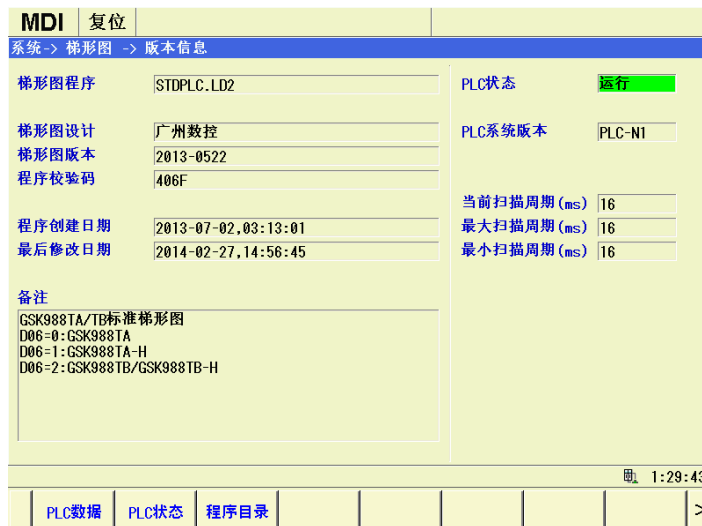 MDI 复位
系统-> 梯形图 -> 版本信息
梯形图程序 STDPLC.LD2 PLC状态 运行
梯形图设计 广州数控 PLC系统版本 PLC-N1
梯形图版本 2013-0522
程序校验码 406F
当前扫描周期(ms) 16
程序创建日期 2013-07-02,03:13:01 最大扫描周期(ms) 16
最后修改日期 2014-02-27,14:56:45 最小扫描周期(ms) 16
备注
GSK988TA/TB标准梯形图
D06=0:GSK988TA
D06=1:GSK988TA-H
D06=2:GSK988TB/GSK988TB-H
1:29:43
PLC数据 PLC状态 程序目录 >